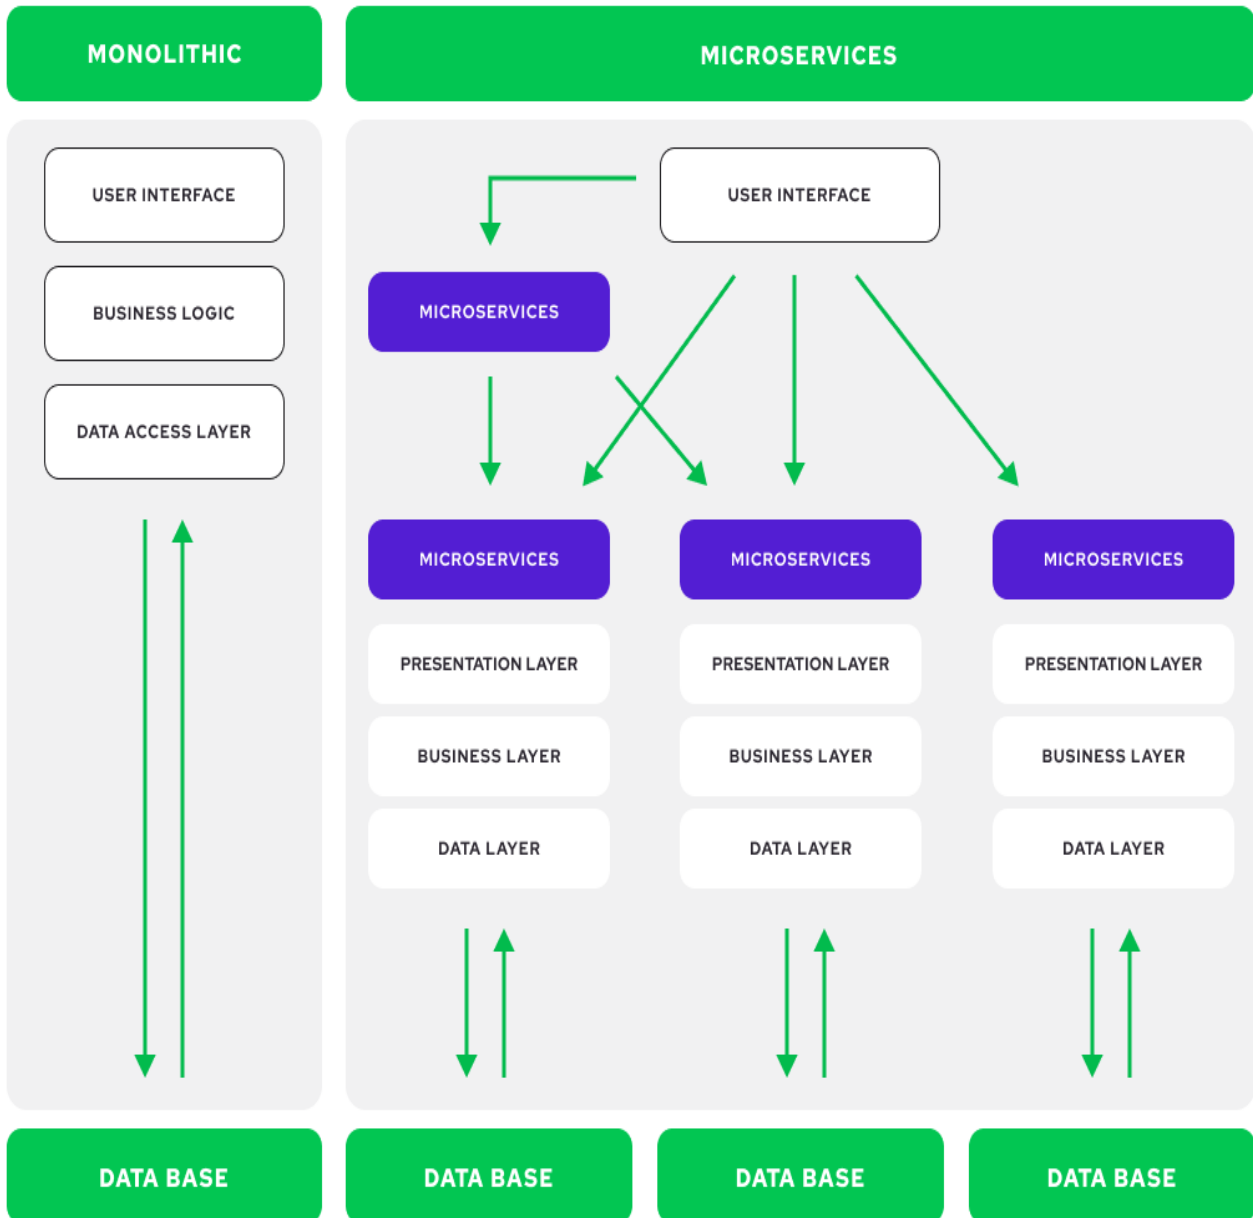 MONOLITHIC
USER INTERFACE
BUSINESS LOGIC
DATA ACCESS LAYER
DATA BASE
MICROSERVICES
USER INTERFACE
MICROSERVICES
MICROSERVICES
PRESENTATION LAYER
BUSINESS LAYER
DATA LAYER
DATA BASE
MICROSERVICES
PRESENTATION LAYER
BUSINESS LAYER
DATA LAYER
DATA BASE
MICROSERVICES
PRESENTATION LAYER
BUSINESS LAYER
DATA LAYER
DATA BASE